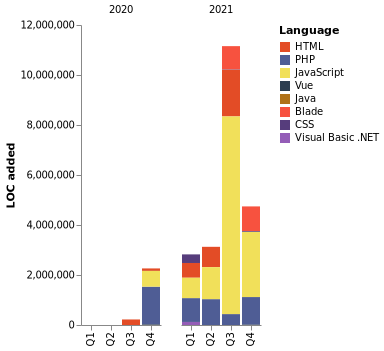 2020 2021
Language
HTML
PHP
JavaScript
Vue
Java
Blade
CSS
Visual Basic .NET
LOC added
12,000,000
10,000,000
8,000,000
6,000,000
4,000,000
2,000,000
0
Q1 Q2 Q3 Q4 Q1 Q2 Q3 Q4